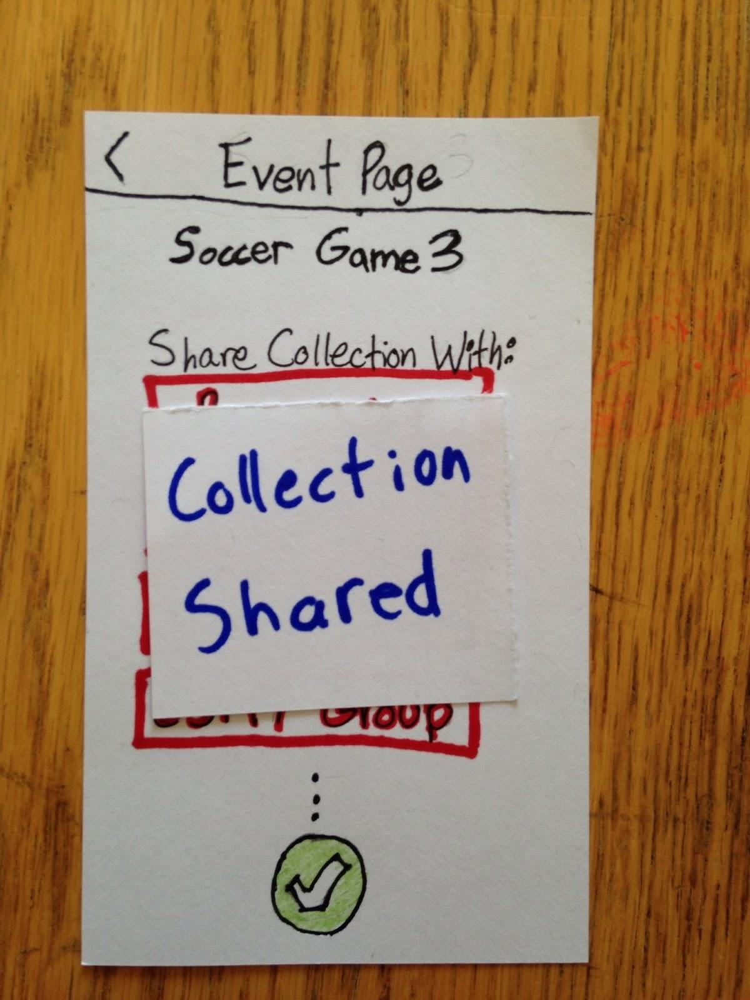 < Event Page
Soccer Game 3
Share Collection With:
Collection
Shared
Group